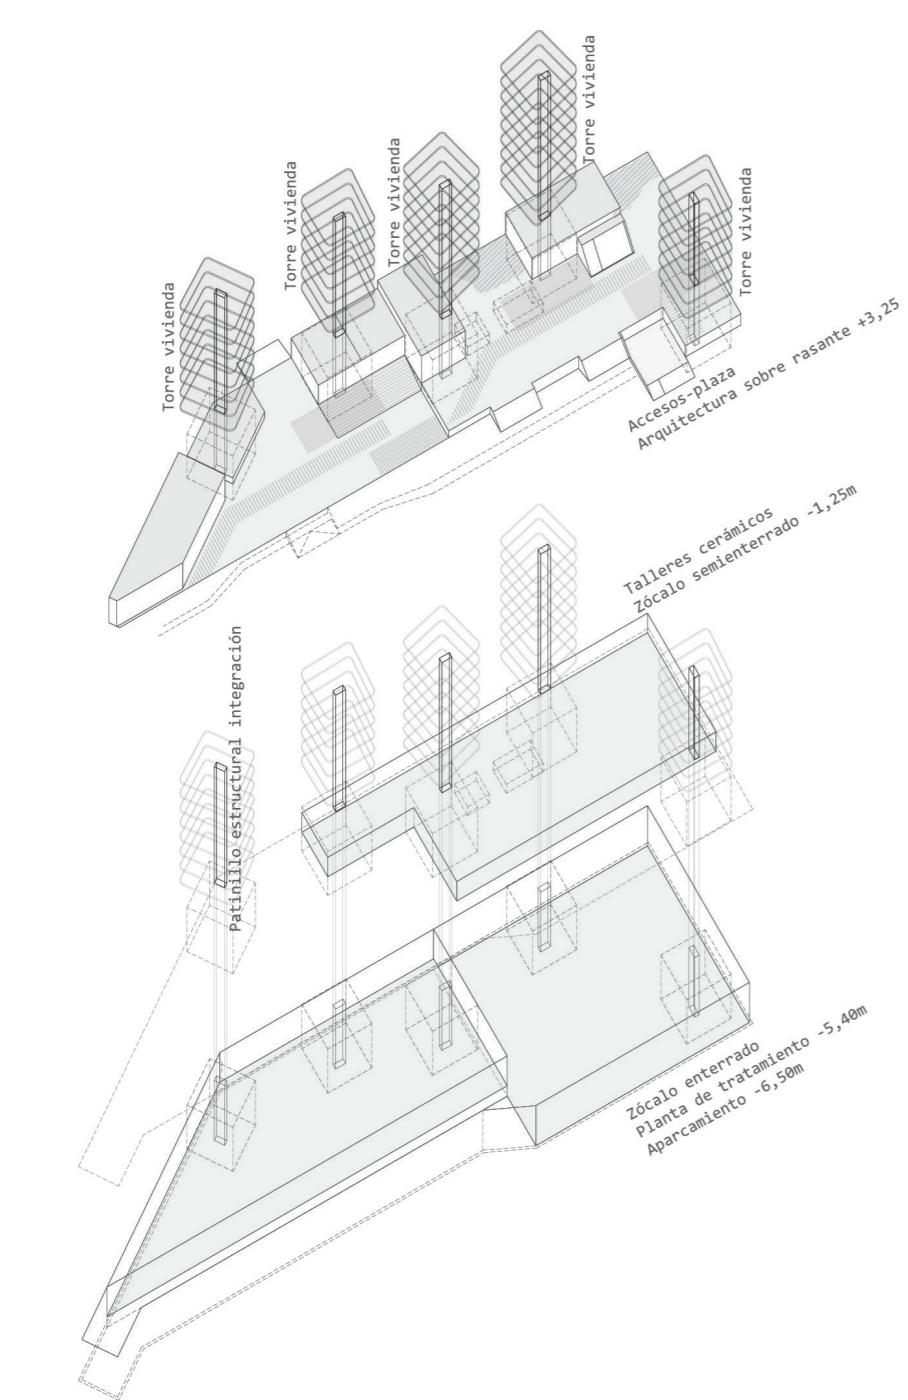 Torre vivienda
Torre vivienda
Torre vivienda
Torre vivienda
Torre vivienda
Accesos-plaza
Arquitectura sobre rasante +3,25
Talleres cerámicos
Zócalo semienterrado -1,25m
Patinillo estructural integración
Zócalo enterrado
Planta de tratamiento -5,40m
Aparcamiento -6,50m